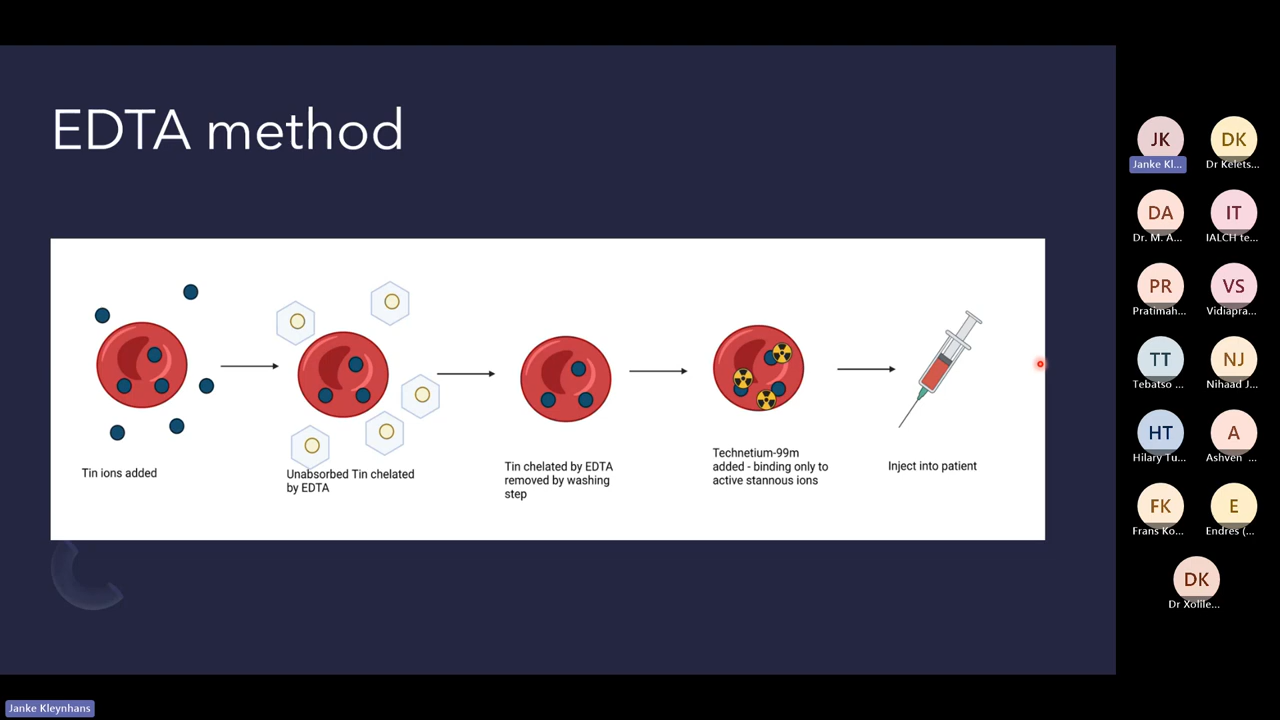 EDTA method
Tin ions added
Unabsorbed Tin chelated
by EDTA
Tin chelated by EDTA
removed by washing
step
Technetium-99m
added - binding only to
active stannous ions
Inject into patient
JK
Janke Kl...
DK
Dr Kelets...
DA
Dr. M. A...
IT
IALCH te...
PR
Pratimah...
VS
Vidiapra...
TT
Tebatso ...
NJ
Nihaad J...
HT
Hilary Tu...
A
Ashven ...
FK
Frans Ko...
E
Endres (...
DK
Dr Xolile...
Janke Kleynhans